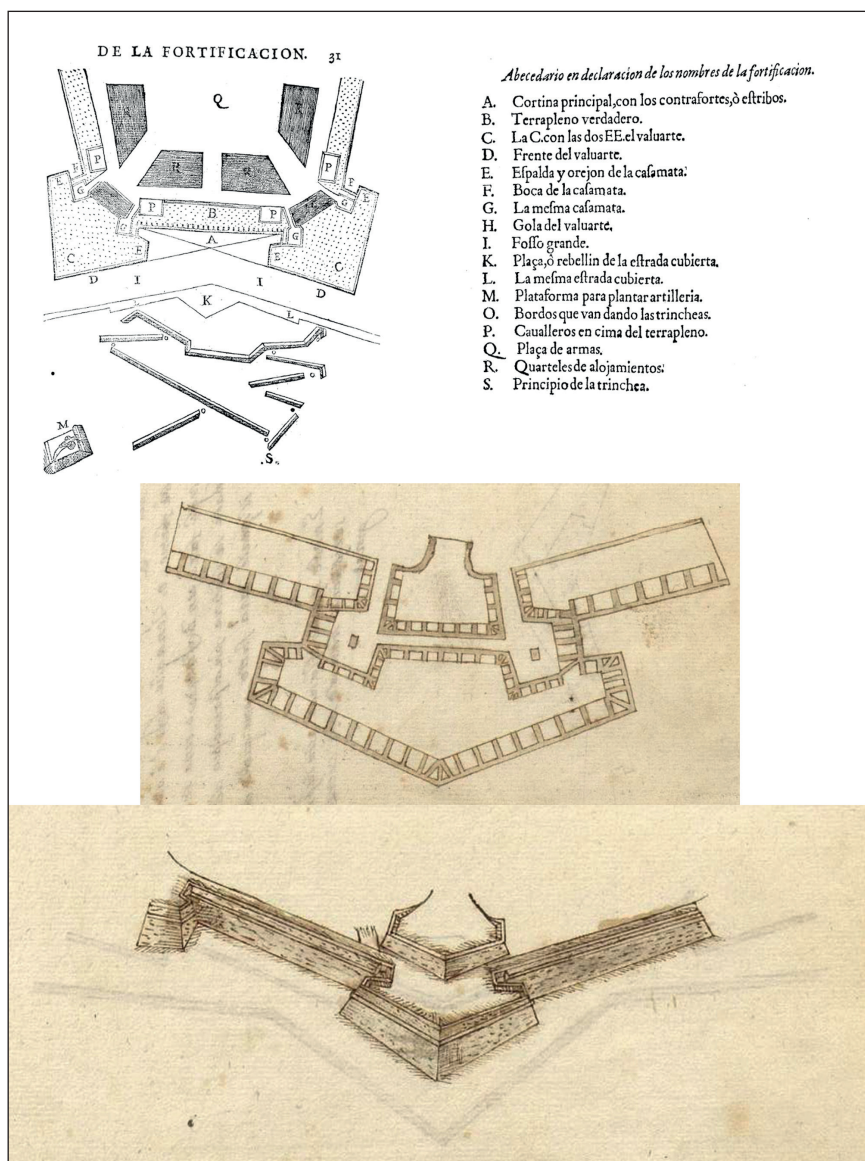 DE LA FORTIFICACION. 31
Q
R R
F P P F
E G R R G E
P B P
G A G
E E
C C
D I I D
K
L L
M
.S.
Abecedario en declaracion de los nombres de la fortificacion.
A. Cortina principal,con los contrafortes,ò eſtribos.
B. Terrapleno verdadero.
C. La C.con las dos EE.el valuarte.
D. Frente del valuarte.
E. Eſpalda y orejon de la caſamata:
F. Boca de la caſamata.
G. La meſma caſamata.
H. Gola del valuarte.
I. Foſſo grande.
K. Plaça,ò rebellin de la eſtrada cubierta.
L. La meſma eſtrada cubierta.
M. Plataforma para plantar artilleria.
O. Bordos que van dando las trincheas.
P. Caualleros en cima del terrapleno.
Q. Plaça de armas.
R. Quarteles de alojamientos:
S. Principio de la trinchea.